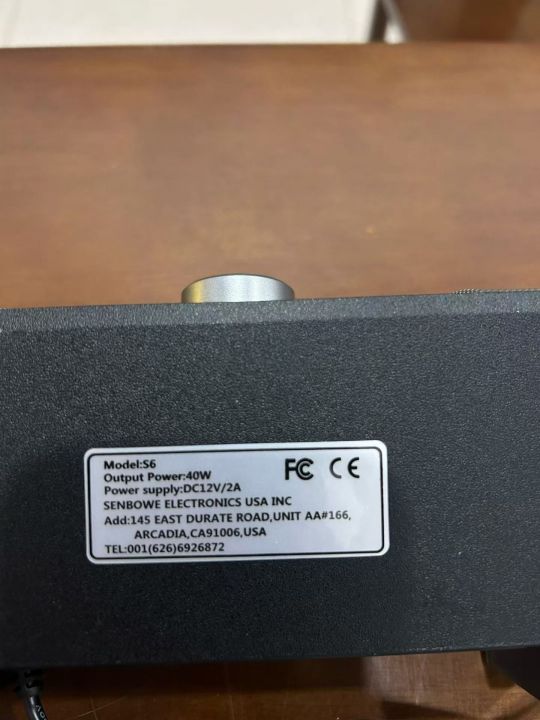 Model:S6
Output Power:40W
Power supply:DC12V/2A
FC CE
SENBOWE ELECTRONICS USA INC
Add:145 EAST DURATE ROAD,UNIT AA#166,
ARCADIA,CA91006,USA
TEL:001(626)6926872